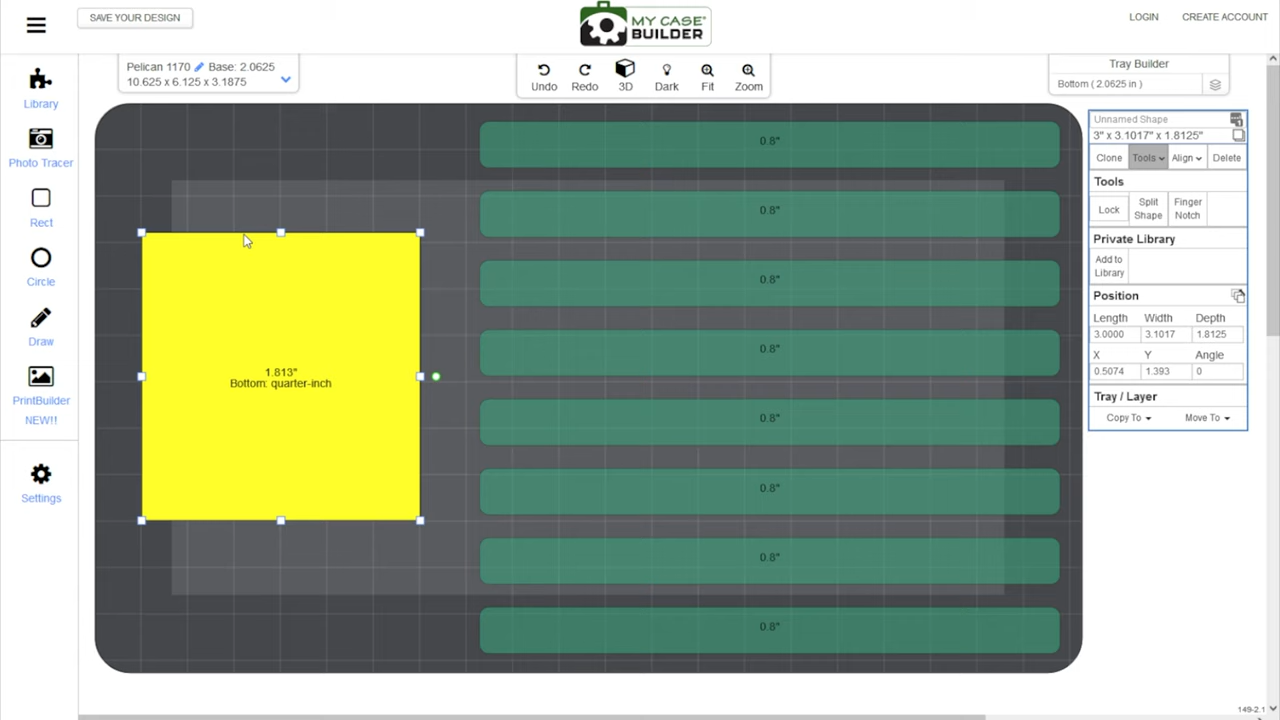 SAVE YOUR DESIGN
MY CASE
BUILDER
LOGIN
CREATE ACCOUNT
Library
Photo Tracer
Rect
Circle
Draw
PrintBuilder
NEW!!
Settings
Pelican 1170 Base: 2.0625
10.625 x 6.125 x 3.1875
Undo
Redo
3D
Dark
Fit
Zoom
Tray Builder
Bottom ( 2.0625 in )
0.8"
0.8"
0.8"
0.8"
0.8"
0.8"
0.8"
0.8"
1.813"
Bottom: quarter-inch
Unnamed Shape
3" x 3.1017" x 1.8125"
Clone
Tools
Align
Delete
Tools
Lock
Split
Shape
Finger
Notch
Private Library
Add to
Library
Position
Length
Width
Depth
3.0000
3.1017
1.8125
X
Y
Angle
0.5074
1.393
0
Tray / Layer
Copy To
Move To
149-2.1